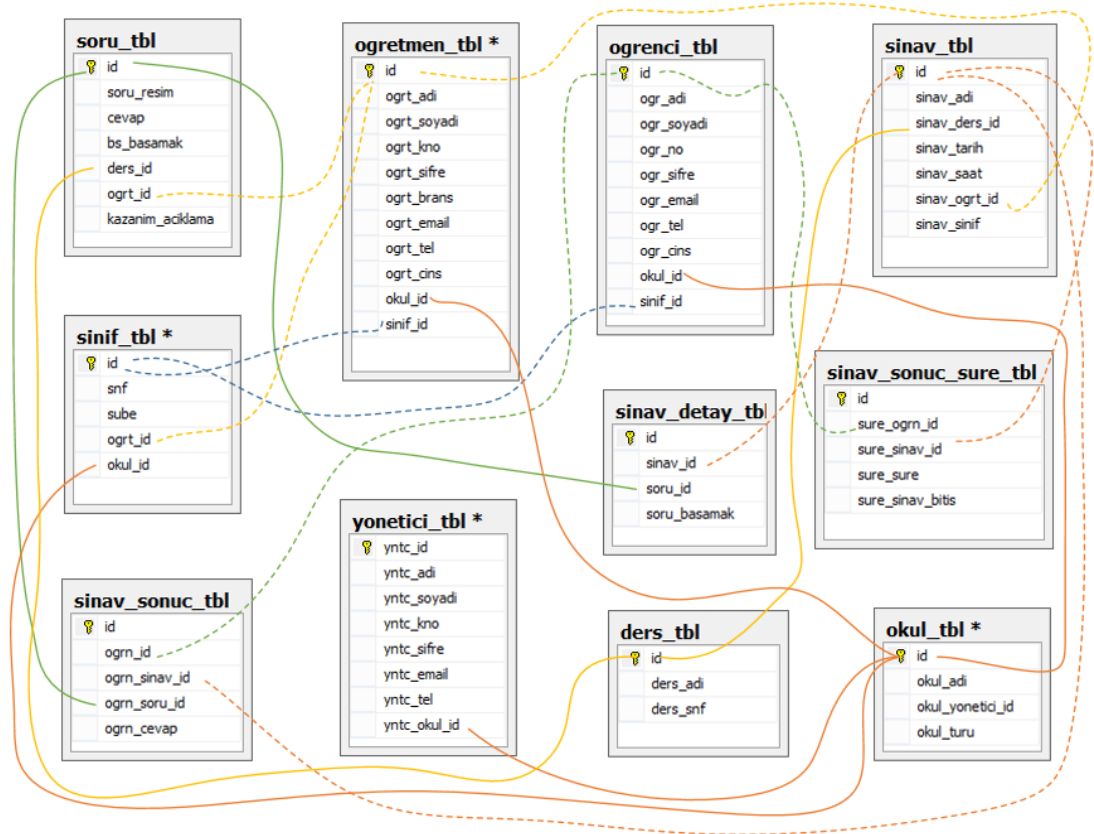 soru_tbl
id
soru_resim
cevap
bs_basamak
ders_id
ogrt_id
kazanim_aciklama
ogretmen_tbl *
id
ogrt_adi
ogrt_soyadi
ogrt_kno
ogrt_sifre
ogrt_brans
ogrt_email
ogrt_tel
ogrt_cins
okul_id
sinif_id
ogrenci_tbl
id
ogr_adi
ogr_soyadi
ogr_no
ogr_sifre
ogr_email
ogr_tel
ogr_cins
okul_id
sinif_id
sinav_tbl
id
sinav_adi
sinav_ders_id
sinav_tarih
sinav_saat
sinav_ogrt_id
sinav_sinif
sinif_tbl *
id
snf
sube
ogrt_id
okul_id
sinav_detay_tbl
id
sinav_id
soru_id
soru_basamak
sinav_sonuc_sure_tbl
id
sure_ogrn_id
sure_sinav_id
sure_sure
sure_sinav_bitis
sinav_sonuc_tbl
id
ogrn_id
ogrn_sinav_id
ogrn_soru_id
ogrn_cevap
yonetici_tbl *
yntc_id
yntc_adi
yntc_soyadi
yntc_kno
yntc_sifre
yntc_email
yntc_tel
yntc_okul_id
ders_tbl
id
ders_adi
ders_snf
okul_tbl *
id
okul_adi
okul_yonetici_id
okul_turu